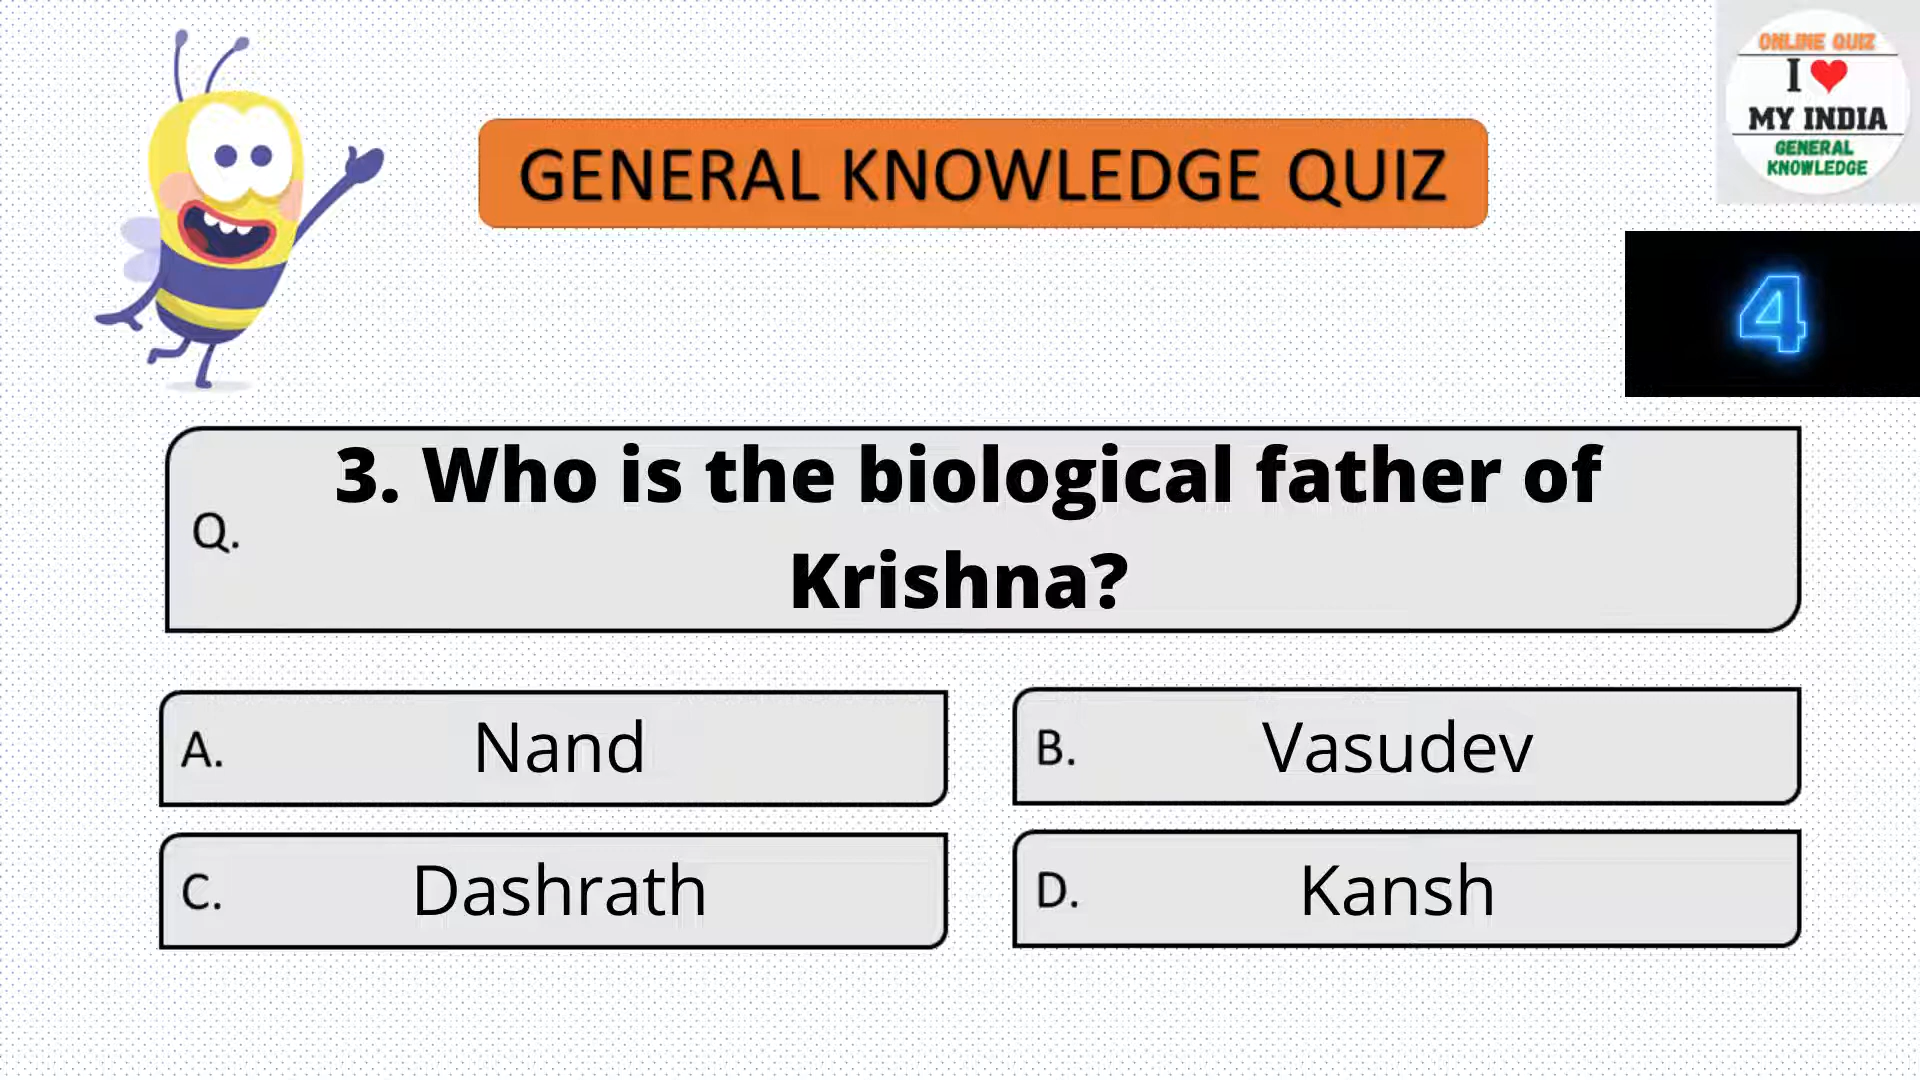 ONLINE QUIZ
I
MY INDIA
GENERAL
KNOWLEDGE
GENERAL KNOWLEDGE QUIZ
4
Q.
3. Who is the biological father of
Krishna?
A. Nand
B. Vasudev
C. Dashrath
D. Kansh